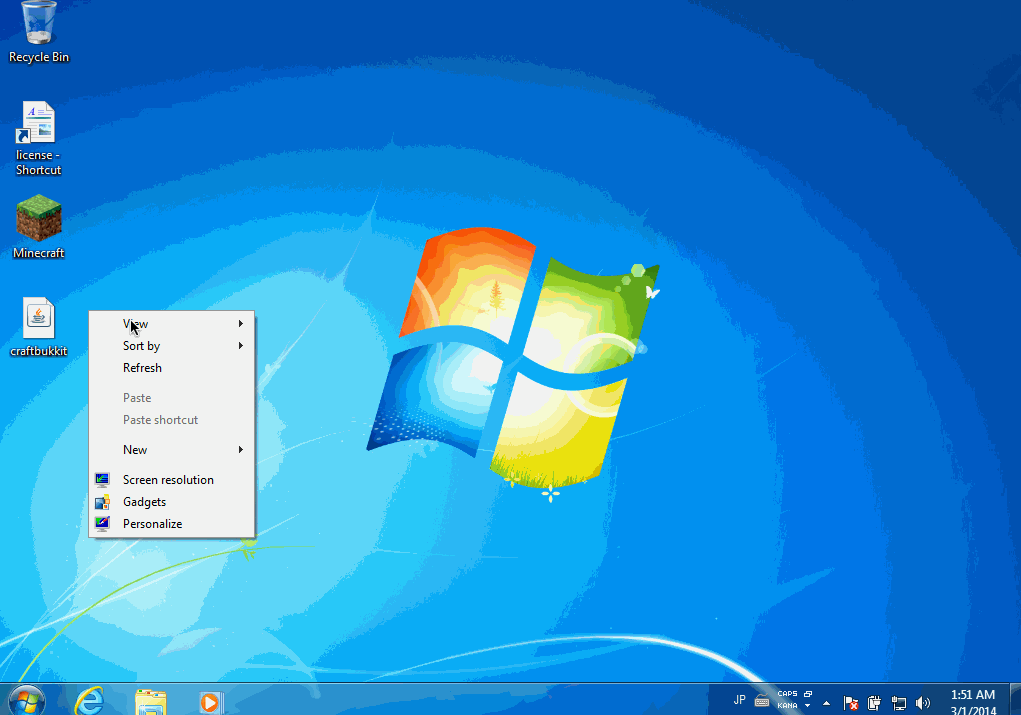 Recycle Bin
license -
Shortcut
Minecraft
craftbukkit
View
Sort by
Refresh
Paste
Paste shortcut
New
Screen resolution
Gadgets
Personalize
JP
CAPS
KANA
1:51 AM
3/1/2014